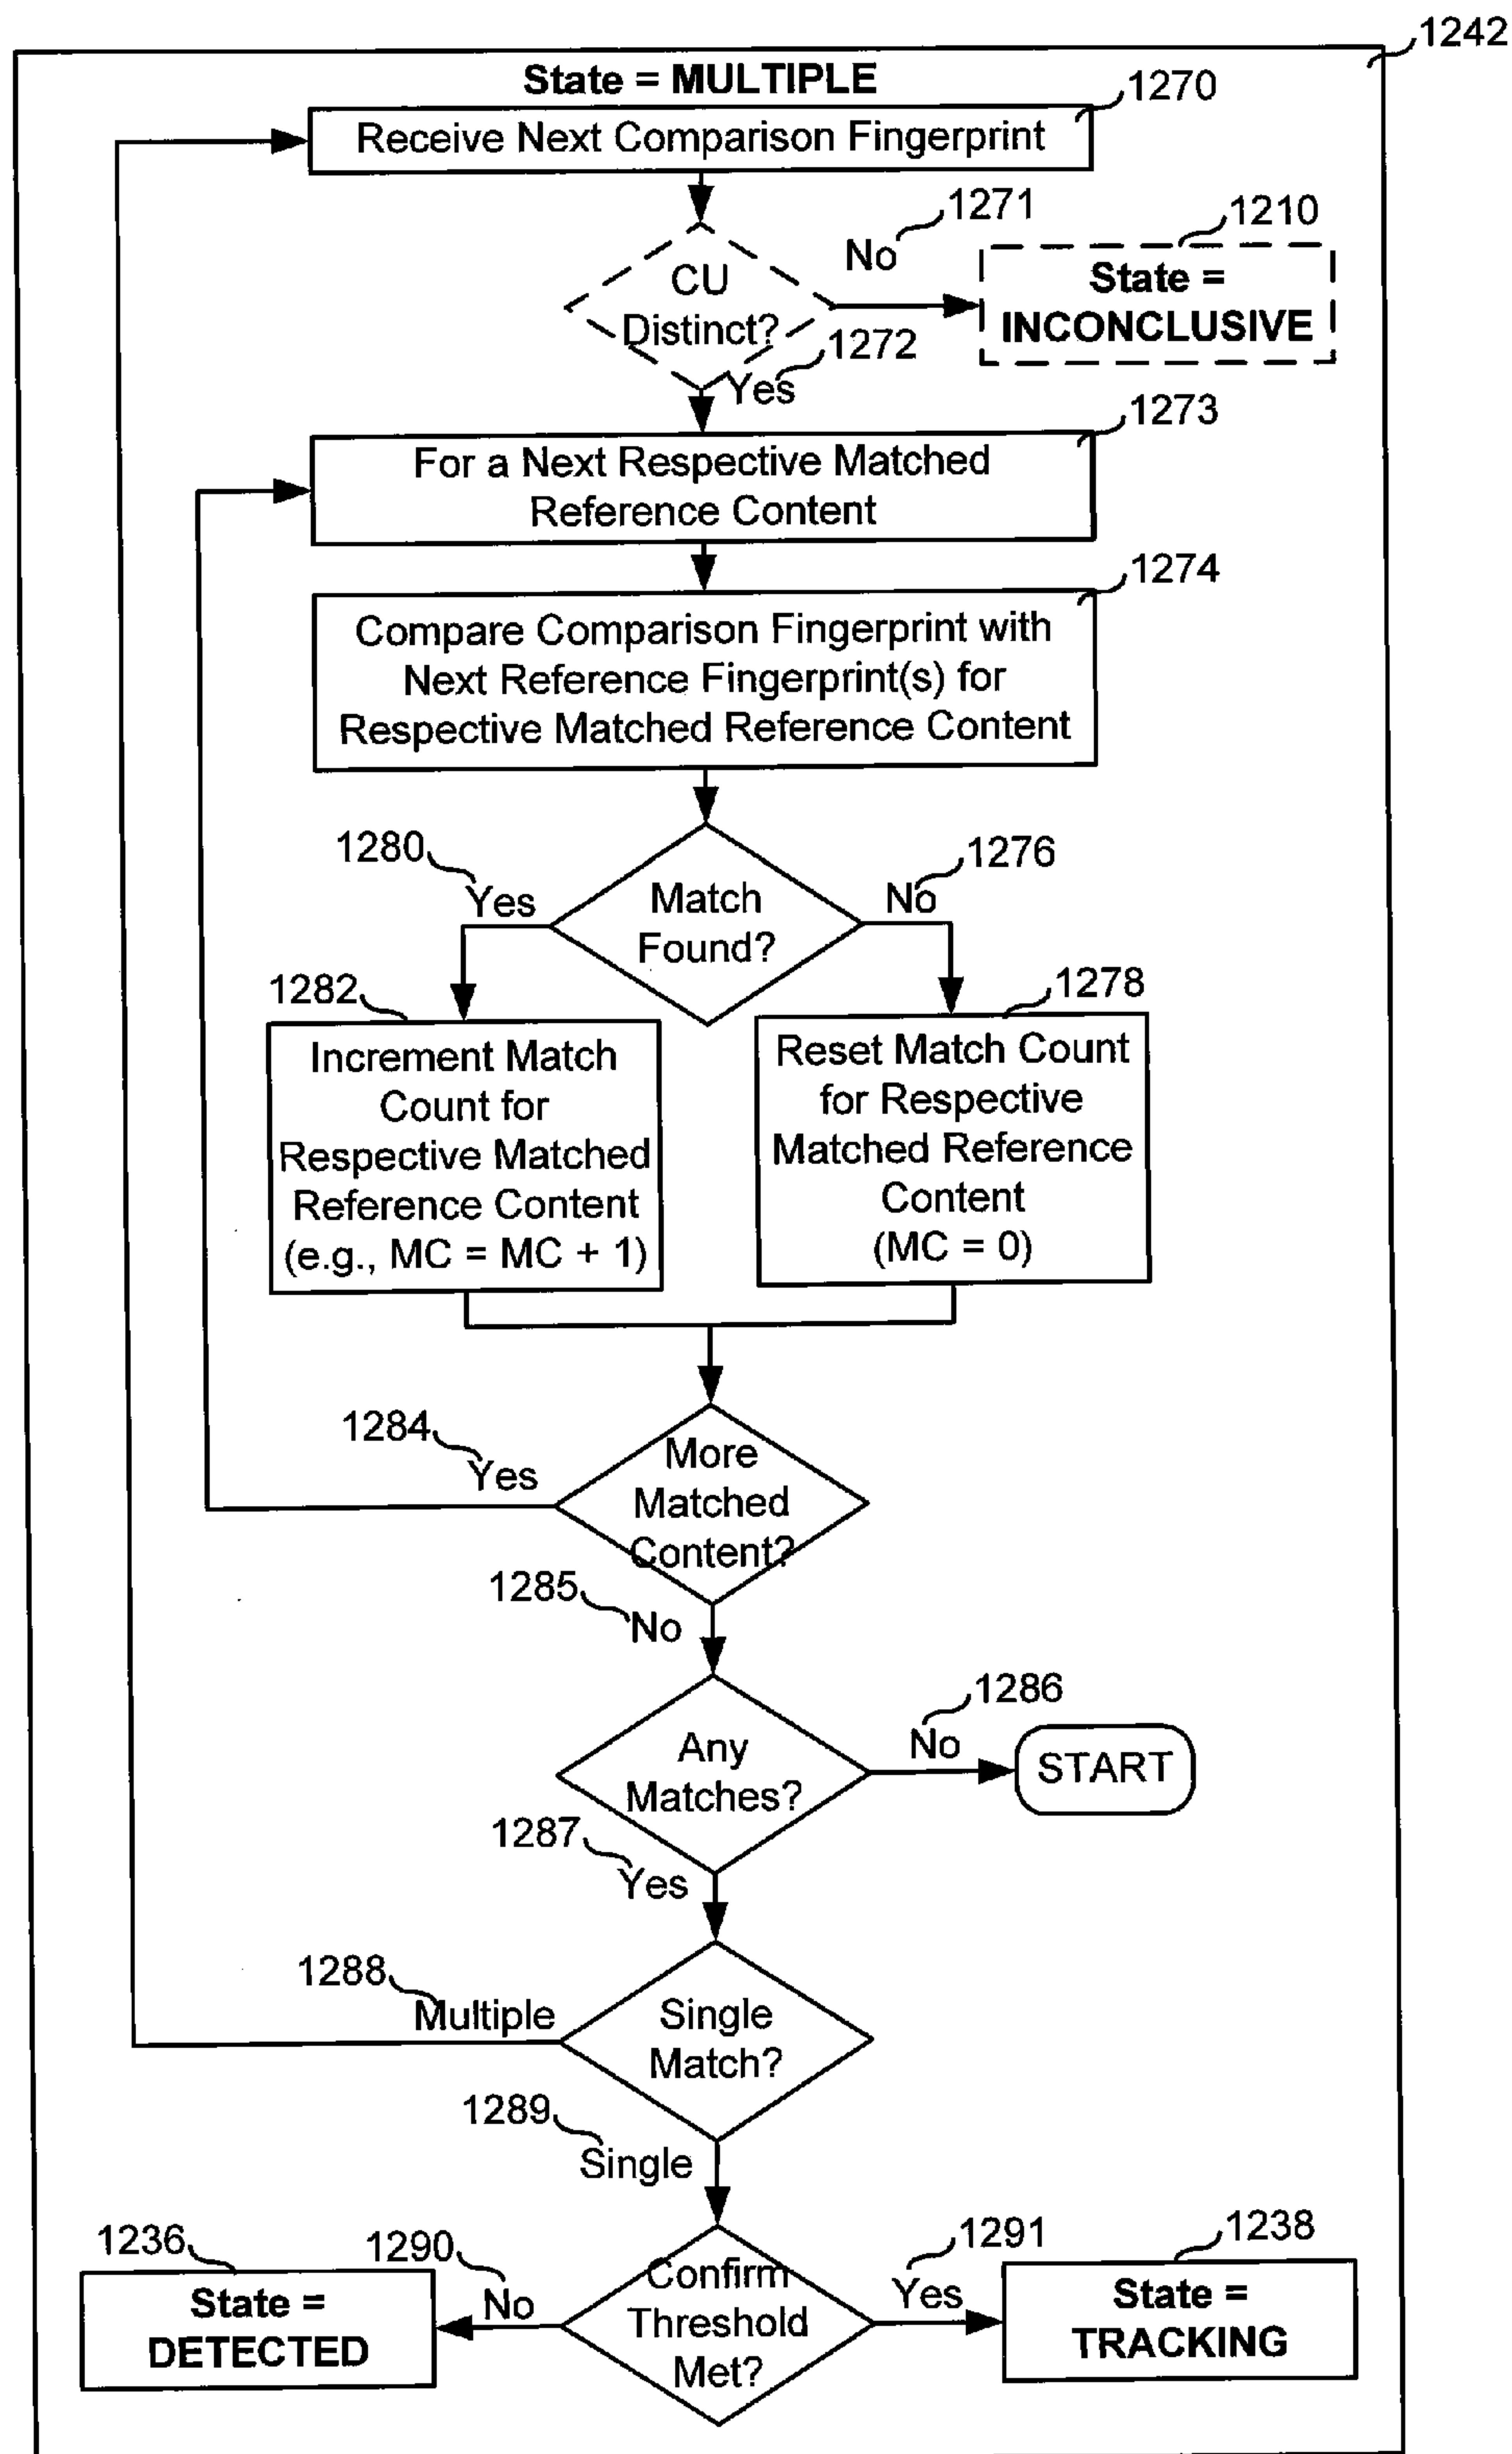 1242
State = MULTIPLE
1270
Receive Next Comparison Fingerprint
1271
No
1210
CU
Distinct?
State =
INCONCLUSIVE
1272
Yes
1273
For a Next Respective Matched
Reference Content
1274
Compare Comparison Fingerprint with
Next Reference Fingerprint(s) for
Respective Matched Reference Content
1280
Yes
Match
Found?
1276
No
1282
Increment Match
Count for
Respective Matched
Reference Content
(e.g., MC = MC + 1)
1278
Reset Match Count
for Respective
Matched Reference
Content
(MC = 0)
1284
Yes
More
Matched
Content?
1285
No
Any
Matches?
1286
No
START
1287
Yes
1288
Multiple
Single
Match?
1289
Single
1236
State =
DETECTED
1290
No
Confirm
Threshold
Met?
1291
Yes
1238
State =
TRACKING